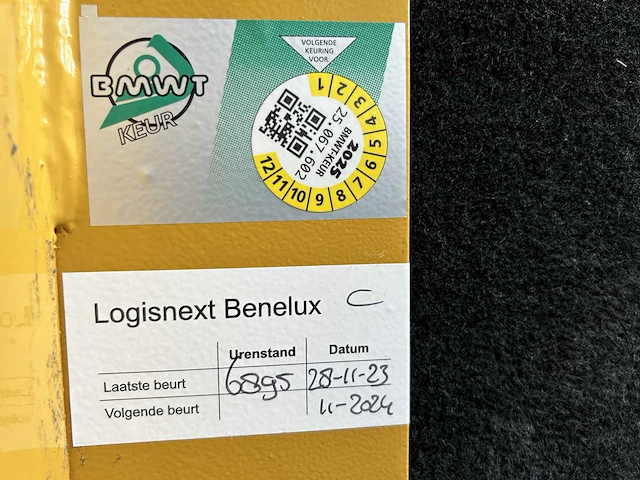 BMWT
KEUR
VOLGENDE
KEURING
VOOR:
1 2 3 4 5 6 7 8 9 10 11 12
2025
BMWT-KEUR
25.067.602
Logisnext Benelux C
Urenstand Datum
Laatste beurt 6895 28-11-23
Volgende beurt 11-2024